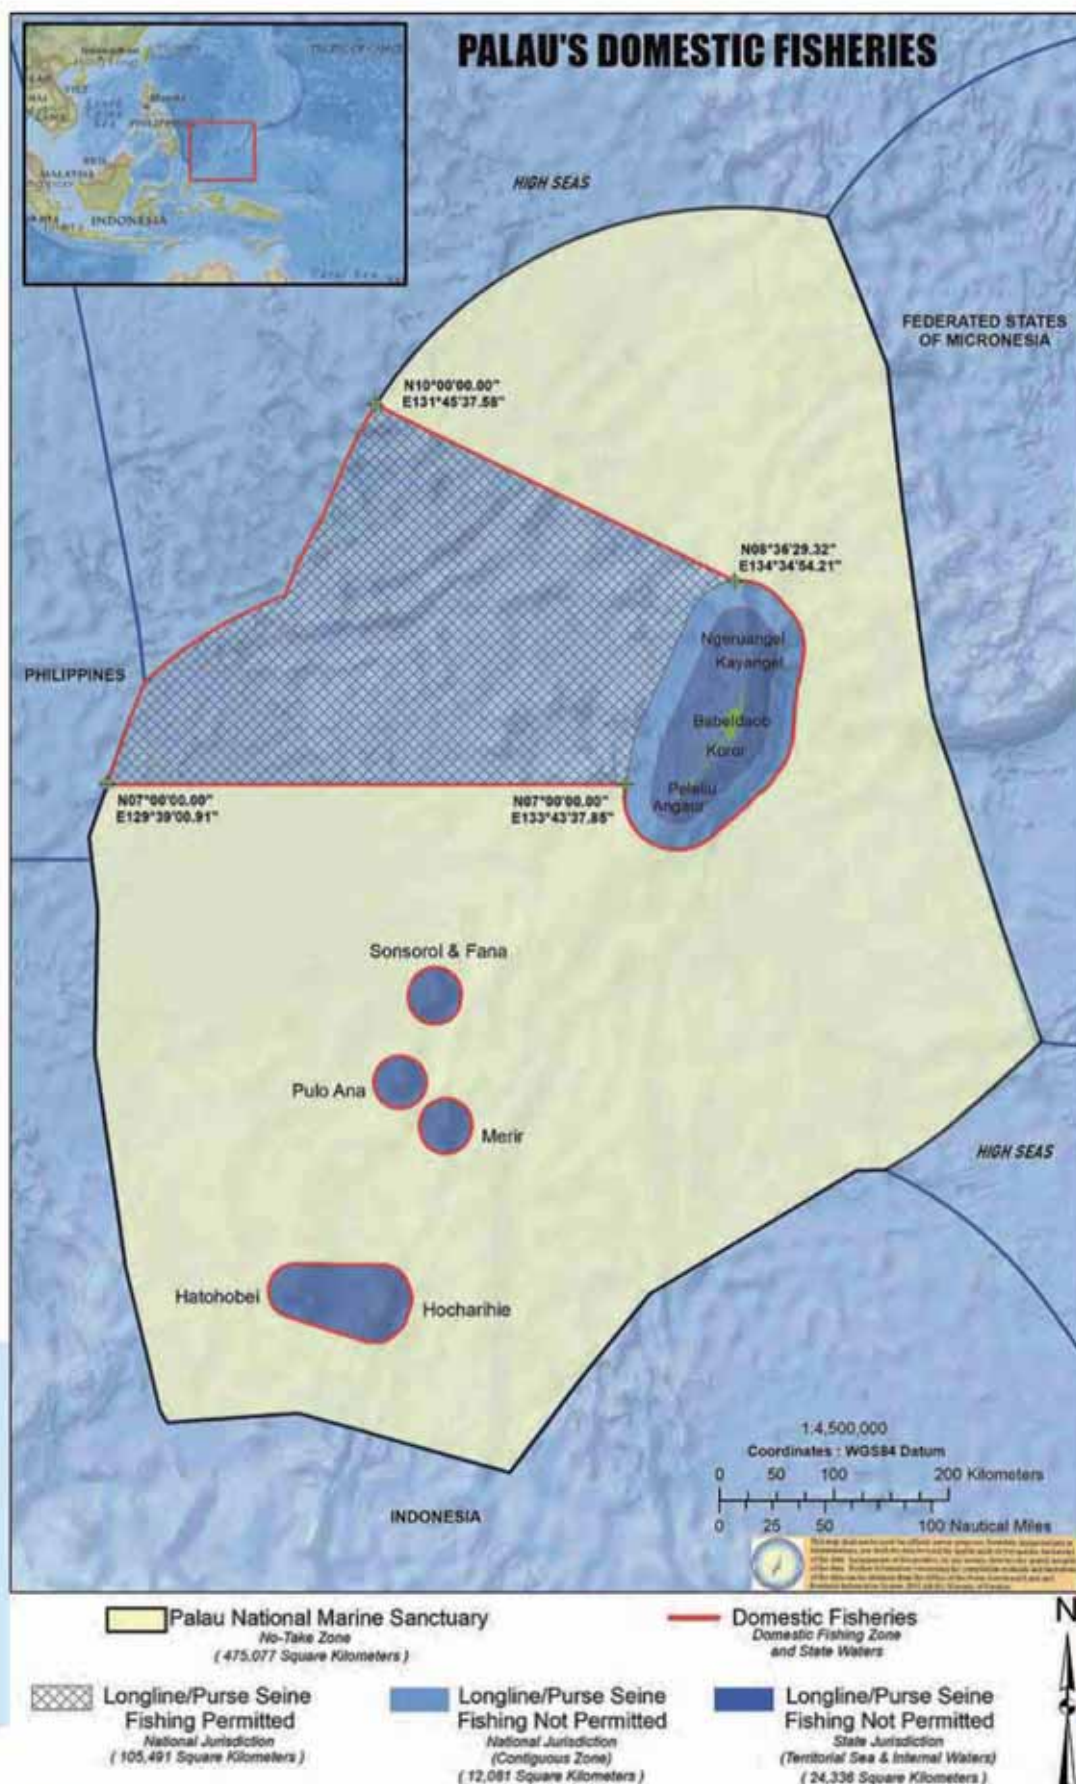 PALAU'S DOMESTIC FISHERIES
PHILIPPINES
MALAYSIA
INDONESIA
Coral Sea
HIGH SEAS
FEDERATED STATES
OF MICRONESIA
N10°00'00.00"
E131°45'37.58"
N08°36'29.32"
E134°34'54.21"
Ngeruangel
Kayangel
PHILIPPINES
Babeldaob
Koror
Peleliu
Angaur
N07°00'00.00"
E129°39'00.91"
N07°00'00.00"
E133°43'37.85"
Sonsorol & Fana
Pulo Ana
Merir
HIGH SEAS
Hatohobei
Hocharihie
1:4,500,000
Coordinates : WGS84 Datum
0 50 100 200 Kilometers
0 25 50 100 Nautical Miles
INDONESIA
Palau National Marine Sanctuary
No-Take Zone
( 475,077 Square Kilometers )
Domestic Fisheries
Domestic Fishing Zone
and State Waters
N
Longline/Purse Seine
Fishing Permitted
National Jurisdiction
( 105,491 Square Kilometers )
Longline/Purse Seine
Fishing Not Permitted
National Jurisdiction
(Contiguous Zone)
( 12,081 Square Kilometers )
Longline/Purse Seine
Fishing Not Permitted
State Jurisdiction
(Territorial Sea & Internal Waters)
( 24,336 Square Kilometers )